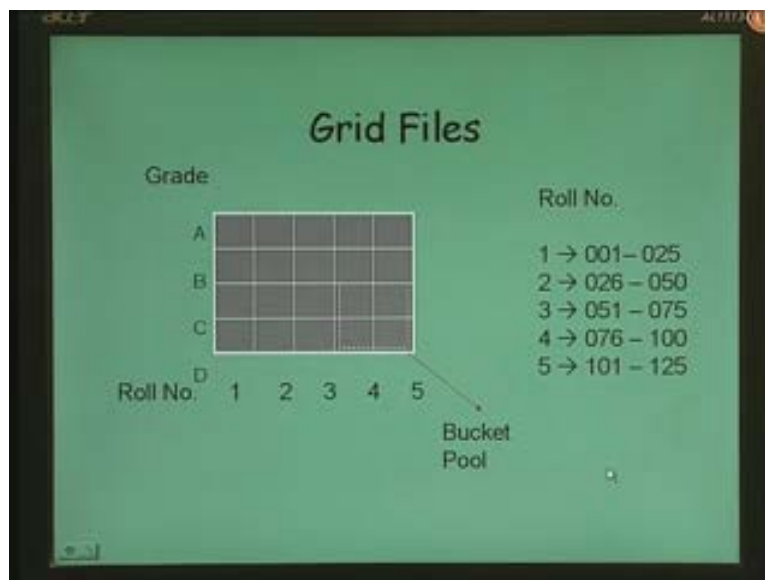 acer
Grid Files
Grade
A
B
C
D
Roll No. 1 2 3 4 5
Bucket
Pool
Roll No.
1 → 001 – 025
2 → 026 – 050
3 → 051 – 075
4 → 076 – 100
5 → 101 – 125